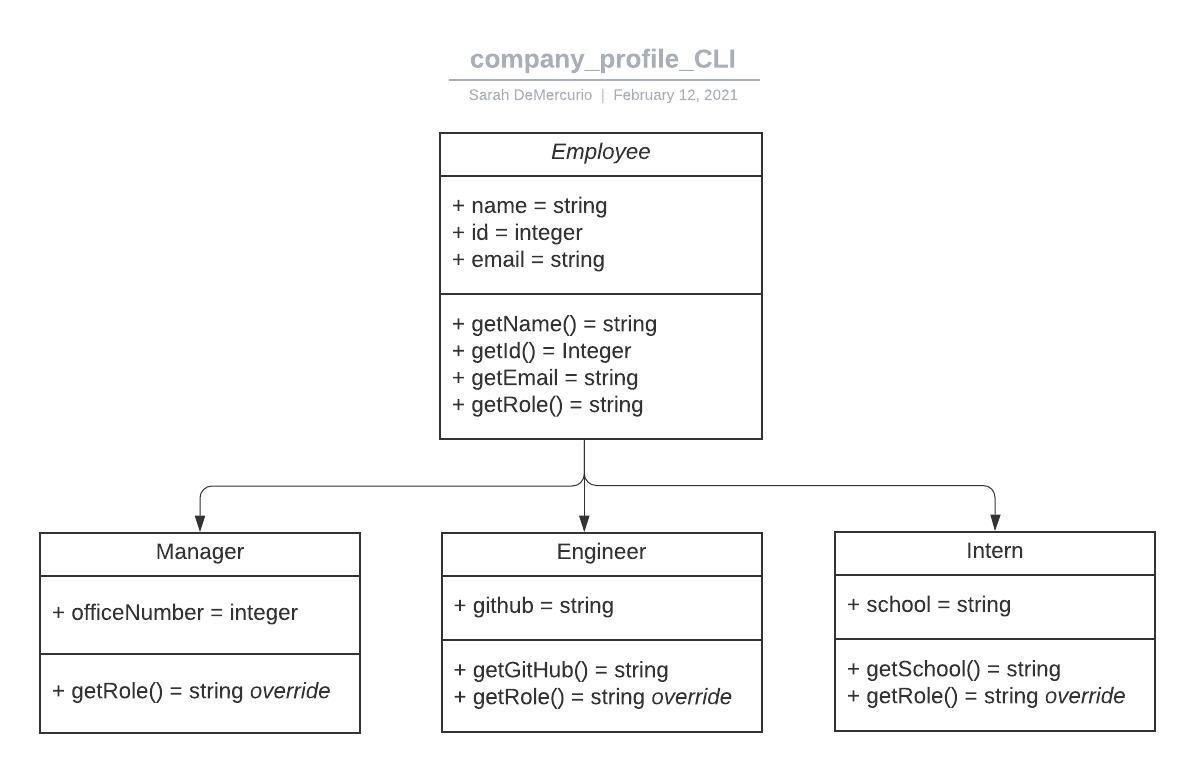 company_profile_CLI
Sarah DeMercurio | February 12, 2021
Employee
+ name = string
+ id = integer
+ email = string
+ getName() = string
+ getId() = Integer
+ getEmail = string
+ getRole() = string
Manager
+ officeNumber = integer
+ getRole() = string override
Engineer
+ github = string
+ getGitHub() = string
+ getRole() = string override
Intern
+ school = string
+ getSchool() = string
+ getRole() = string override